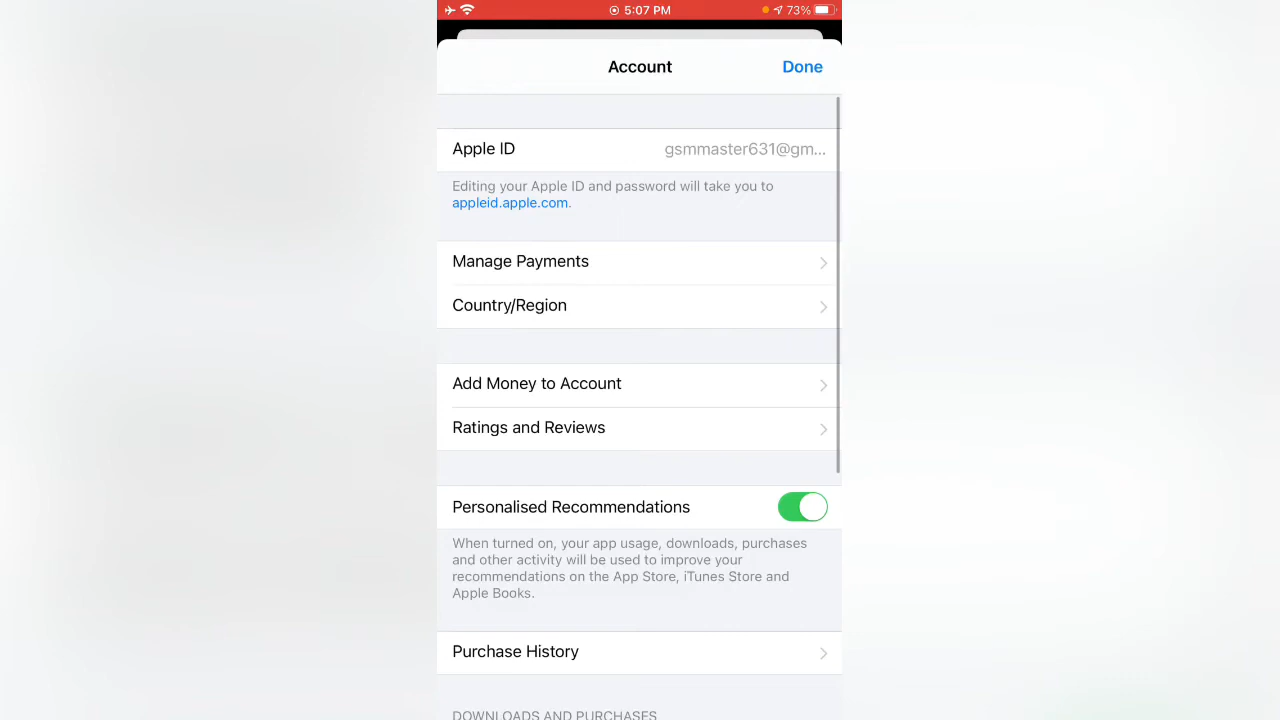 5:07 PM
73%
Account
Done
Apple ID
gsmmaster631@gm...
Editing your Apple ID and password will take you to
appleid.apple.com.
Manage Payments
Country/Region
Add Money to Account
Ratings and Reviews
Personalised Recommendations
When turned on, your app usage, downloads, purchases
and other activity will be used to improve your
recommendations on the App Store, iTunes Store and
Apple Books.
Purchase History
DOWNLOADS AND PURCHASES